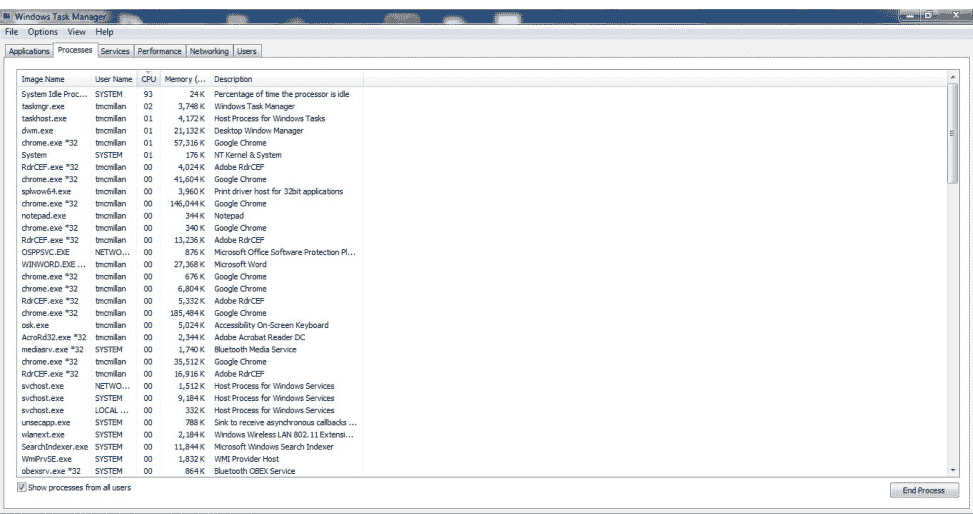 Windows Task Manager
File Options View Help
Applications Processes Services Performance Networking Users
Image Name User Name CPU Memory (... Description
System Idle Proc... SYSTEM 93 24 K Percentage of time the processor is idle
taskmgr.exe tmcmillan 02 3,748 K Windows Task Manager
taskhost.exe tmcmillan 01 4,172 K Host Process for Windows Tasks
dwm.exe tmcmillan 01 21,132 K Desktop Window Manager
chrome.exe *32 tmcmillan 01 57,316 K Google Chrome
System SYSTEM 01 176 K NT Kernel & System
RdrCEF.exe *32 tmcmillan 00 4,024 K Adobe RdrCEF
chrome.exe *32 tmcmillan 00 41,604 K Google Chrome
splwow64.exe tmcmillan 00 3,960 K Print driver host for 32bit applications
chrome.exe *32 tmcmillan 00 146,044 K Google Chrome
notepad.exe tmcmillan 00 344 K Notepad
chrome.exe *32 tmcmillan 00 340 K Google Chrome
RdrCEF.exe *32 tmcmillan 00 13,236 K Adobe RdrCEF
OSPPSVC.EXE NETWO... 00 876 K Microsoft Office Software Protection Pl...
WINWORD.EXE ... tmcmillan 00 27,368 K Microsoft Word
chrome.exe *32 tmcmillan 00 676 K Google Chrome
chrome.exe *32 tmcmillan 00 6,804 K Google Chrome
RdrCEF.exe *32 tmcmillan 00 5,332 K Adobe RdrCEF
chrome.exe *32 tmcmillan 00 185,484 K Google Chrome
osk.exe tmcmillan 00 5,024 K Accessibility On-Screen Keyboard
AcroRd32.exe *32 tmcmillan 00 2,344 K Adobe Acrobat Reader DC
mediasrv.exe *32 SYSTEM 00 1,740 K Bluetooth Media Service
chrome.exe *32 tmcmillan 00 35,512 K Google Chrome
RdrCEF.exe *32 tmcmillan 00 16,916 K Adobe RdrCEF
svchost.exe NETWO... 00 1,512 K Host Process for Windows Services
svchost.exe SYSTEM 00 9,184 K Host Process for Windows Services
svchost.exe LOCAL ... 00 332 K Host Process for Windows Services
unsecapp.exe SYSTEM 00 788 K Sink to receive asynchronous callbacks ...
wlanext.exe SYSTEM 00 2,184 K Windows Wireless LAN 802.11 Extensi...
SearchIndexer.exe SYSTEM 00 11,844 K Microsoft Windows Search Indexer
WmiPrvSE.exe SYSTEM 00 1,832 K WMI Provider Host
obexsrv.exe *32 SYSTEM 00 864 K Bluetooth OBEX Service
Show processes from all users
End Process